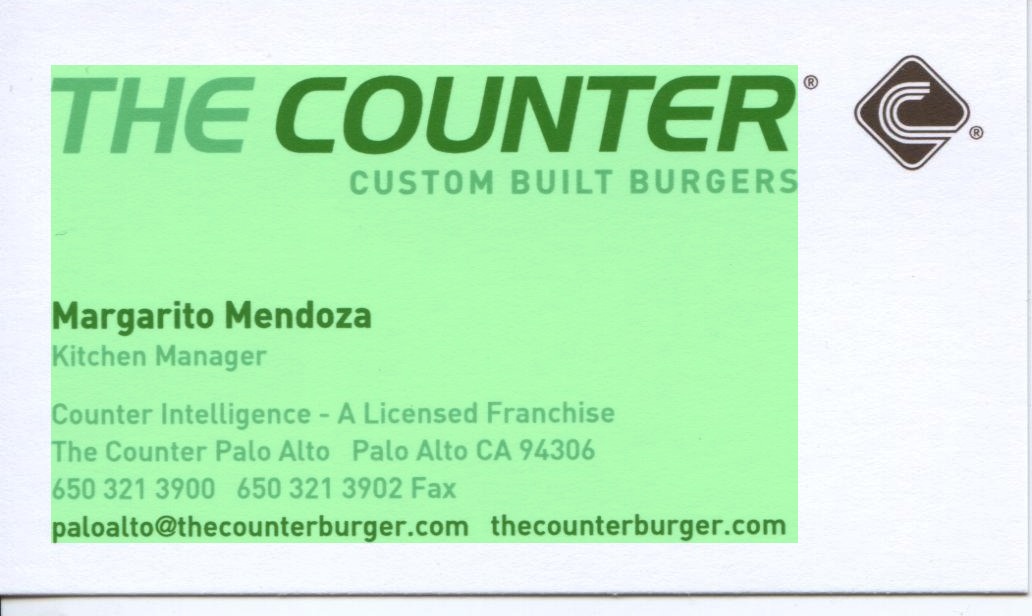 THE COUNTER®
CUSTOM BUILT BURGERS
®
Margarito Mendoza
Kitchen Manager
Counter Intelligence - A Licensed Franchise
The Counter Palo Alto Palo Alto CA 94306
650 321 3900 650 321 3902 Fax
paloalto@thecounterburger.com thecounterburger.com